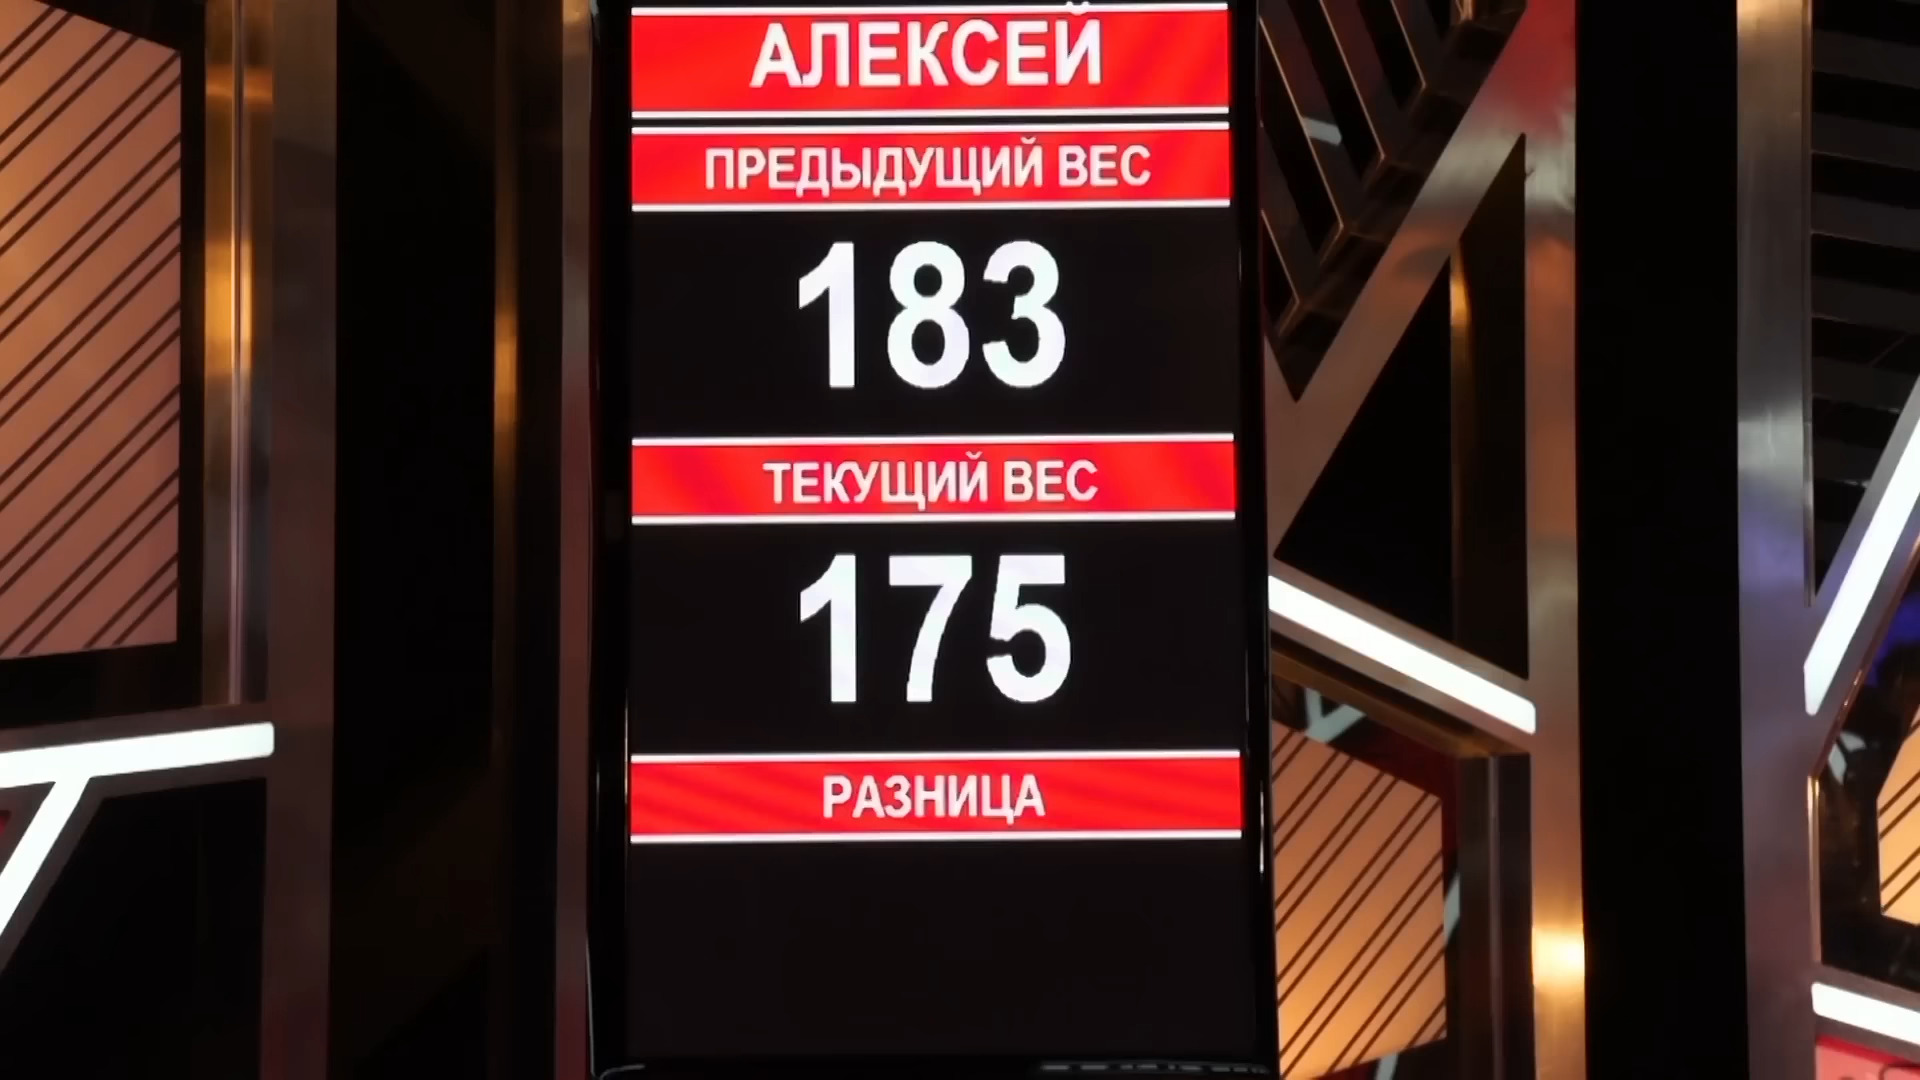 АЛЕКСЕЙ
ПРЕДЫДУЩИЙ ВЕС
183
ТЕКУЩИЙ ВЕС
175
РАЗНИЦА